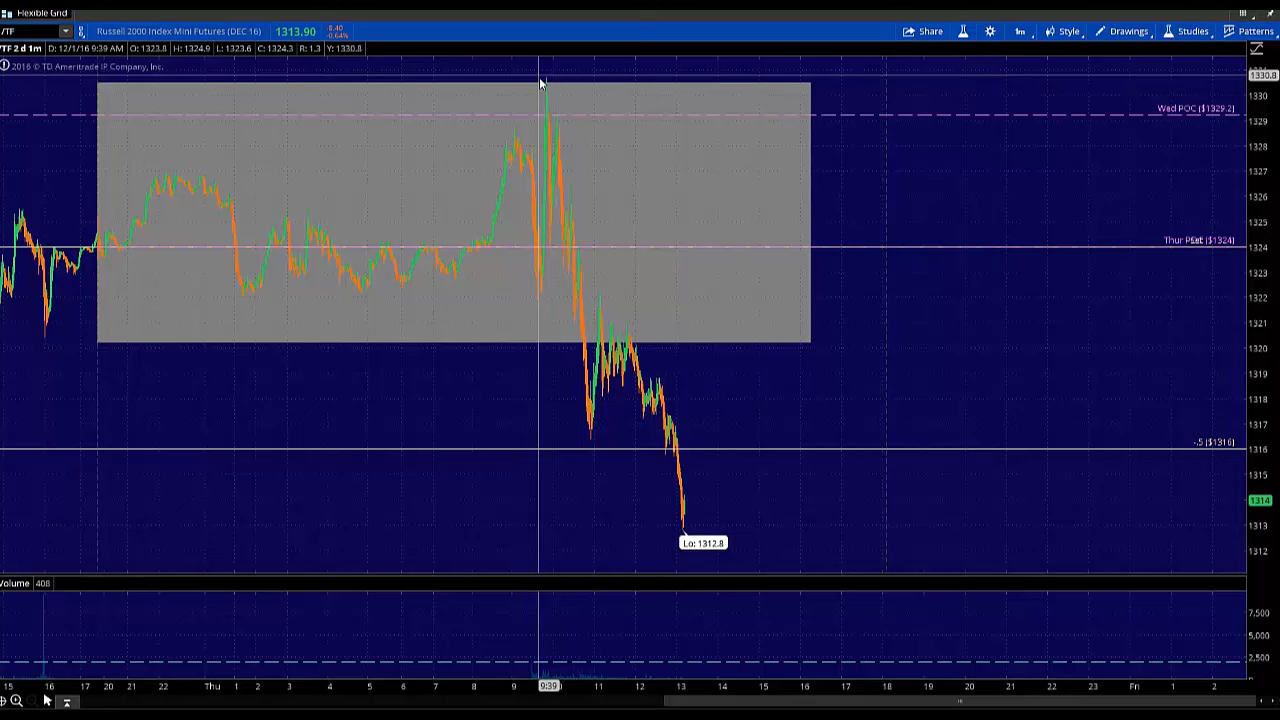 Flexible Grid
/TF
Russell 2000 Index Mini Futures (DEC 16)
1313.90
8.40
-0.64%
Share
1m
Style
Drawings
Studies
Patterns
/TF 2 d 1m
D: 12/1/16 9:39 AM
O: 1323.8
H: 1324.9
L: 1323.6
C: 1324.3
R: 1.3
Y: 1330.8
2016 © TD Ameritrade IP Company, Inc.
1330.8
1330
Wed POC ($1329.2)
1329
1328
1327
1326
1325
Thur P ($1324)
1324
1323
1322
1321
1320
1319
1318
1317
-.5 ($1316)
1316
1315
1314
1313
Lo: 1312.8
1312
Volume
408
7,500
5,000
2,500
15 16 17 20 21 22 Thu 1 2 3 4 5 6 7 8 9 9:39 11 12 13 14 15 16 17 18 19 20 21 22 23 Fri 1 2